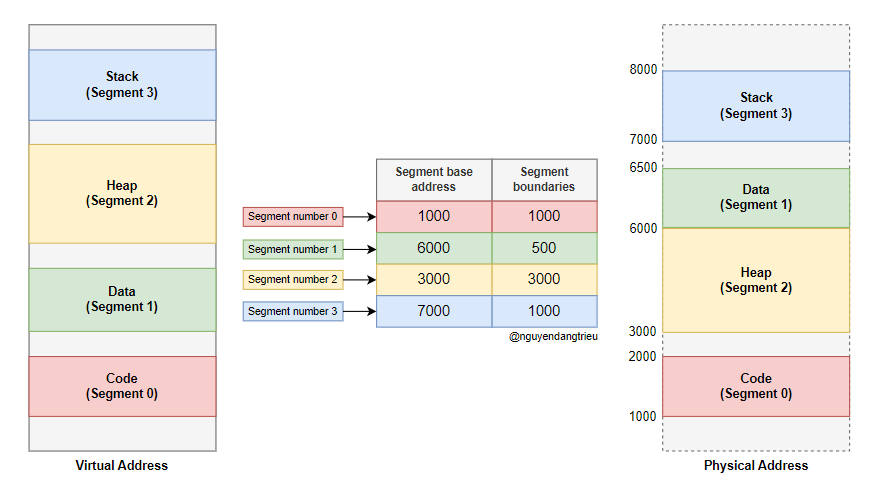 Stack
(Segment 3)
Heap
(Segment 2)
Data
(Segment 1)
Code
(Segment 0)
Virtual Address
Segment base
address
Segment
boundaries
Segment number 0
1000
1000
Segment number 1
6000
500
Segment number 2
3000
3000
Segment number 3
7000
1000
@nguyendangtrieu
8000
Stack
(Segment 3)
7000
6500
Data
(Segment 1)
6000
Heap
(Segment 2)
3000
2000
Code
(Segment 0)
1000
Physical Address